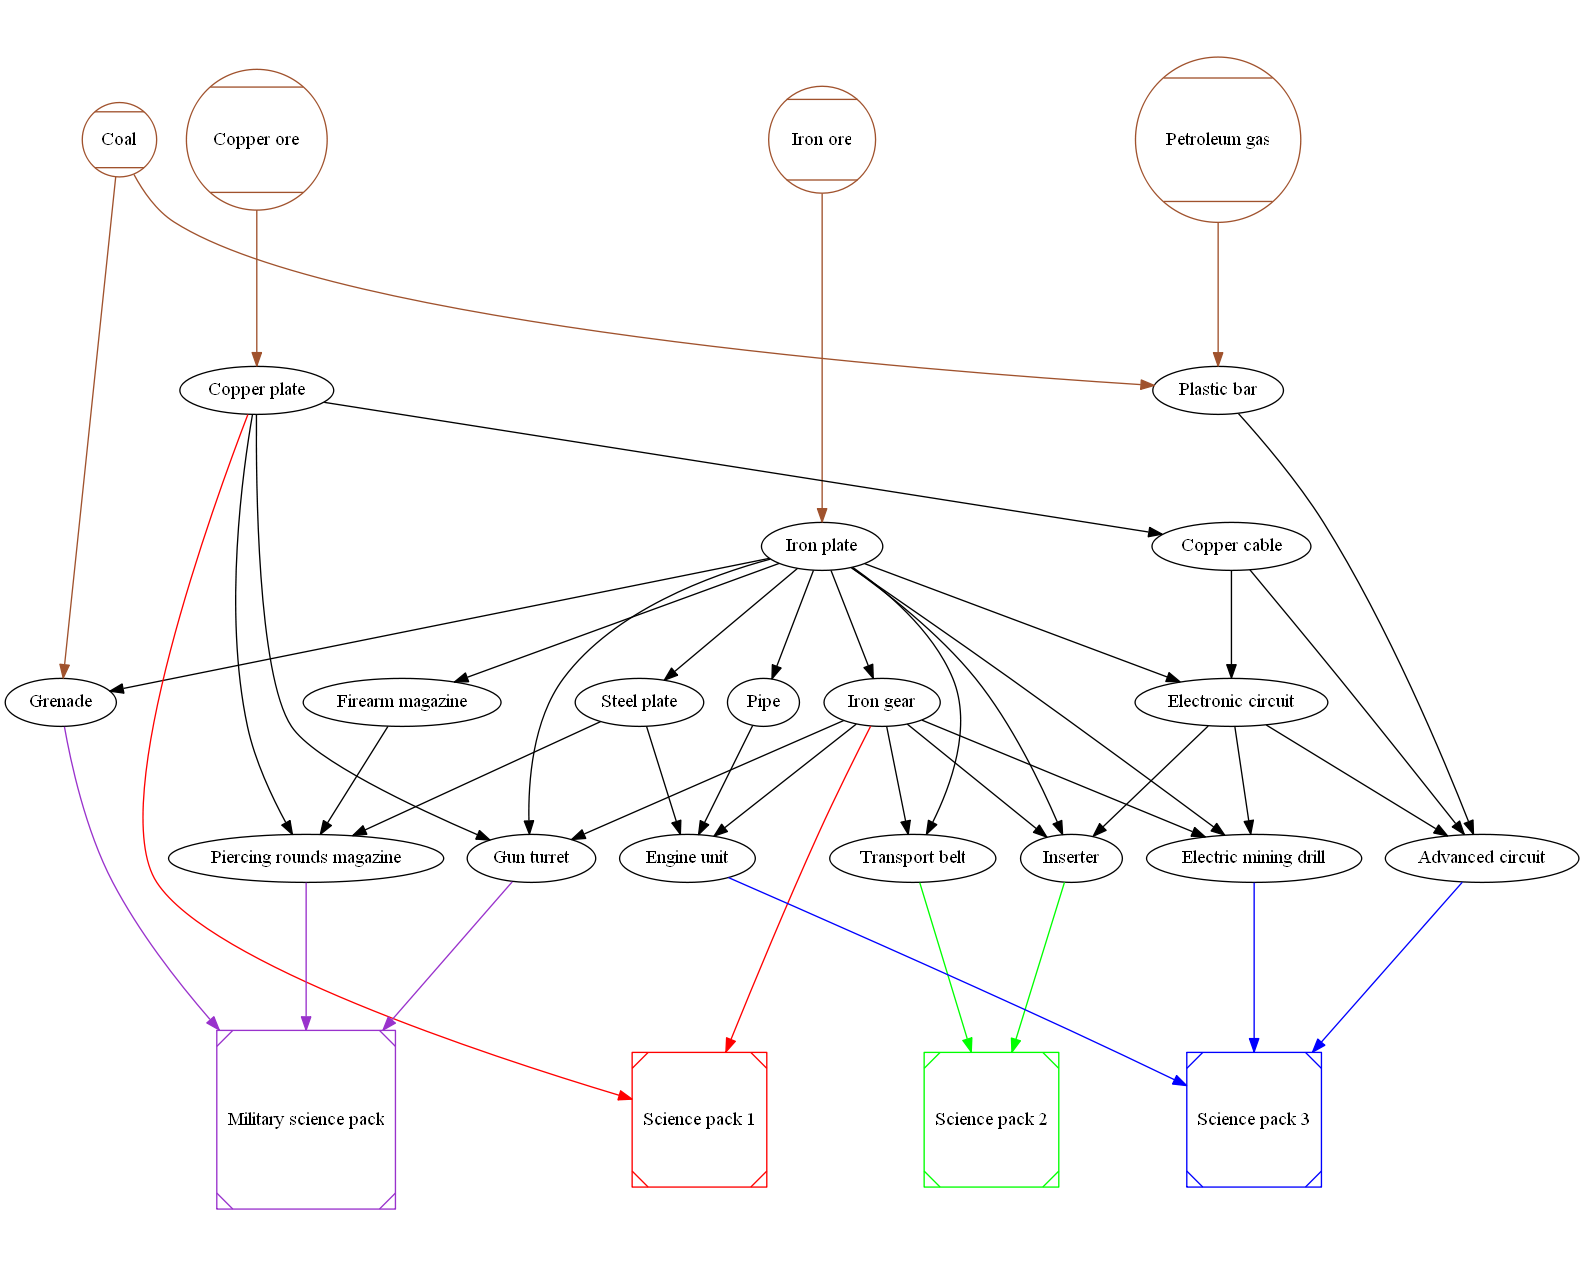 Coal
Copper ore
Iron ore
Petroleum gas
Copper plate
Plastic bar
Iron plate
Copper cable
Grenade
Firearm magazine
Steel plate
Pipe
Iron gear
Electronic circuit
Piercing rounds magazine
Gun turret
Engine unit
Transport belt
Inserter
Electric mining drill
Advanced circuit
Military science pack
Science pack 1
Science pack 2
Science pack 3